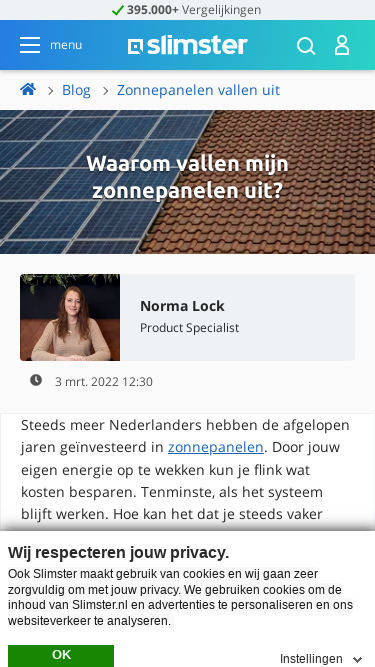 395.000+ Vergelijkingen
menu
slimster
Blog
Zonnepanelen vallen uit
Waarom vallen mijn
zonnepanelen uit?
Norma Lock
Product Specialist
3 mrt. 2022 12:30
Steeds meer Nederlanders hebben de afgelopen
jaren geïnvesteerd in zonnepanelen. Door jouw
eigen energie op te wekken kun je flink wat
kosten besparen. Tenminste, als het systeem
blijft werken. Hoe kan het dat je steeds vaker
Wij respecteren jouw privacy.
Ook Slimster maakt gebruik van cookies en wij gaan zeer
zorgvuldig om met jouw privacy. We gebruiken cookies om de
inhoud van Slimster.nl en advertenties te personaliseren en ons
websiteverkeer te analyseren.
OK
Instellingen